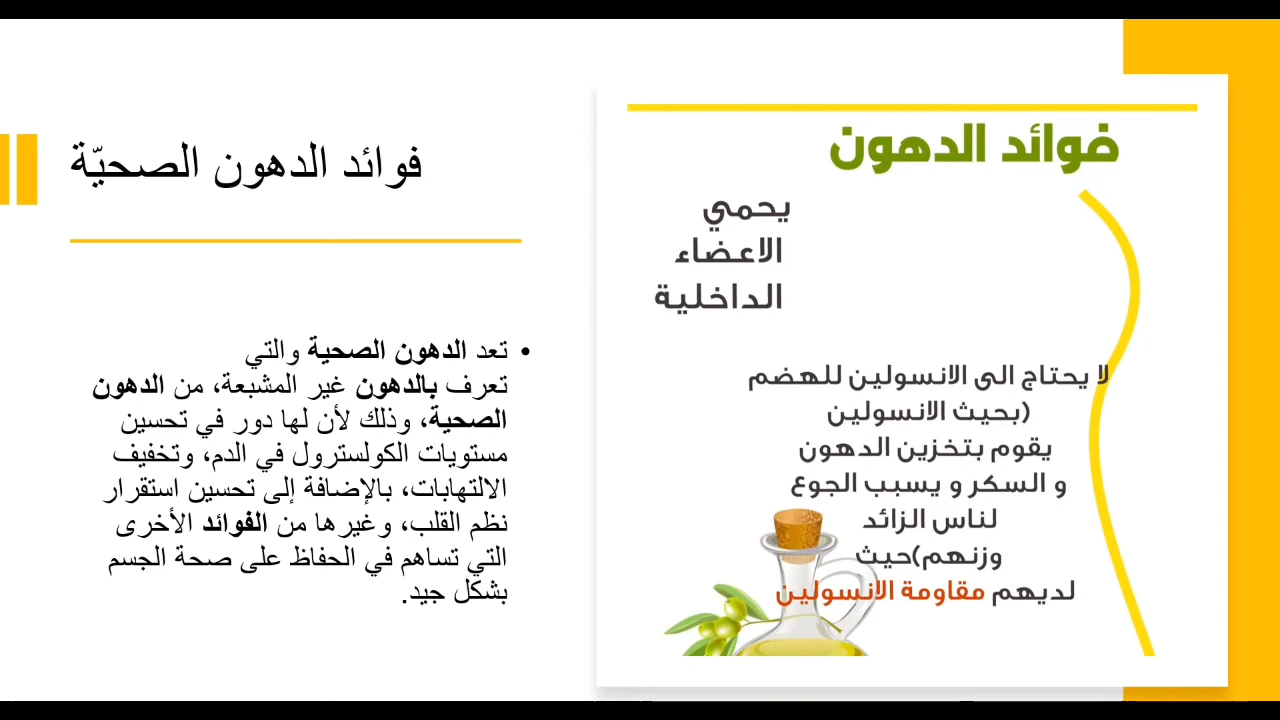 فوائد الدهون الصحيّة
• تعد الدهون الصحية والتي
تعرف بالدهون غير المشبعة، من الدهون
الصحية، وذلك لأن لها دور في تحسين
مستويات الكولسترول في الدم، وتخفيف
الالتهابات، بالإضافة إلى تحسين استقرار
نظم القلب، وغيرها من الفوائد الأخرى
التي تساهم في الحفاظ على صحة الجسم
بشكل جيد.
فوائد الدهون
يحمي
الاعضاء
الداخلية
لا يحتاج الى الانسولين للهضم
(بحيث الانسولين
يقوم بتخزين الدهون
و السكر و يسبب الجوع
لناس الزائد
وزنهم)حيث
لديهم مقاومة الانسولين